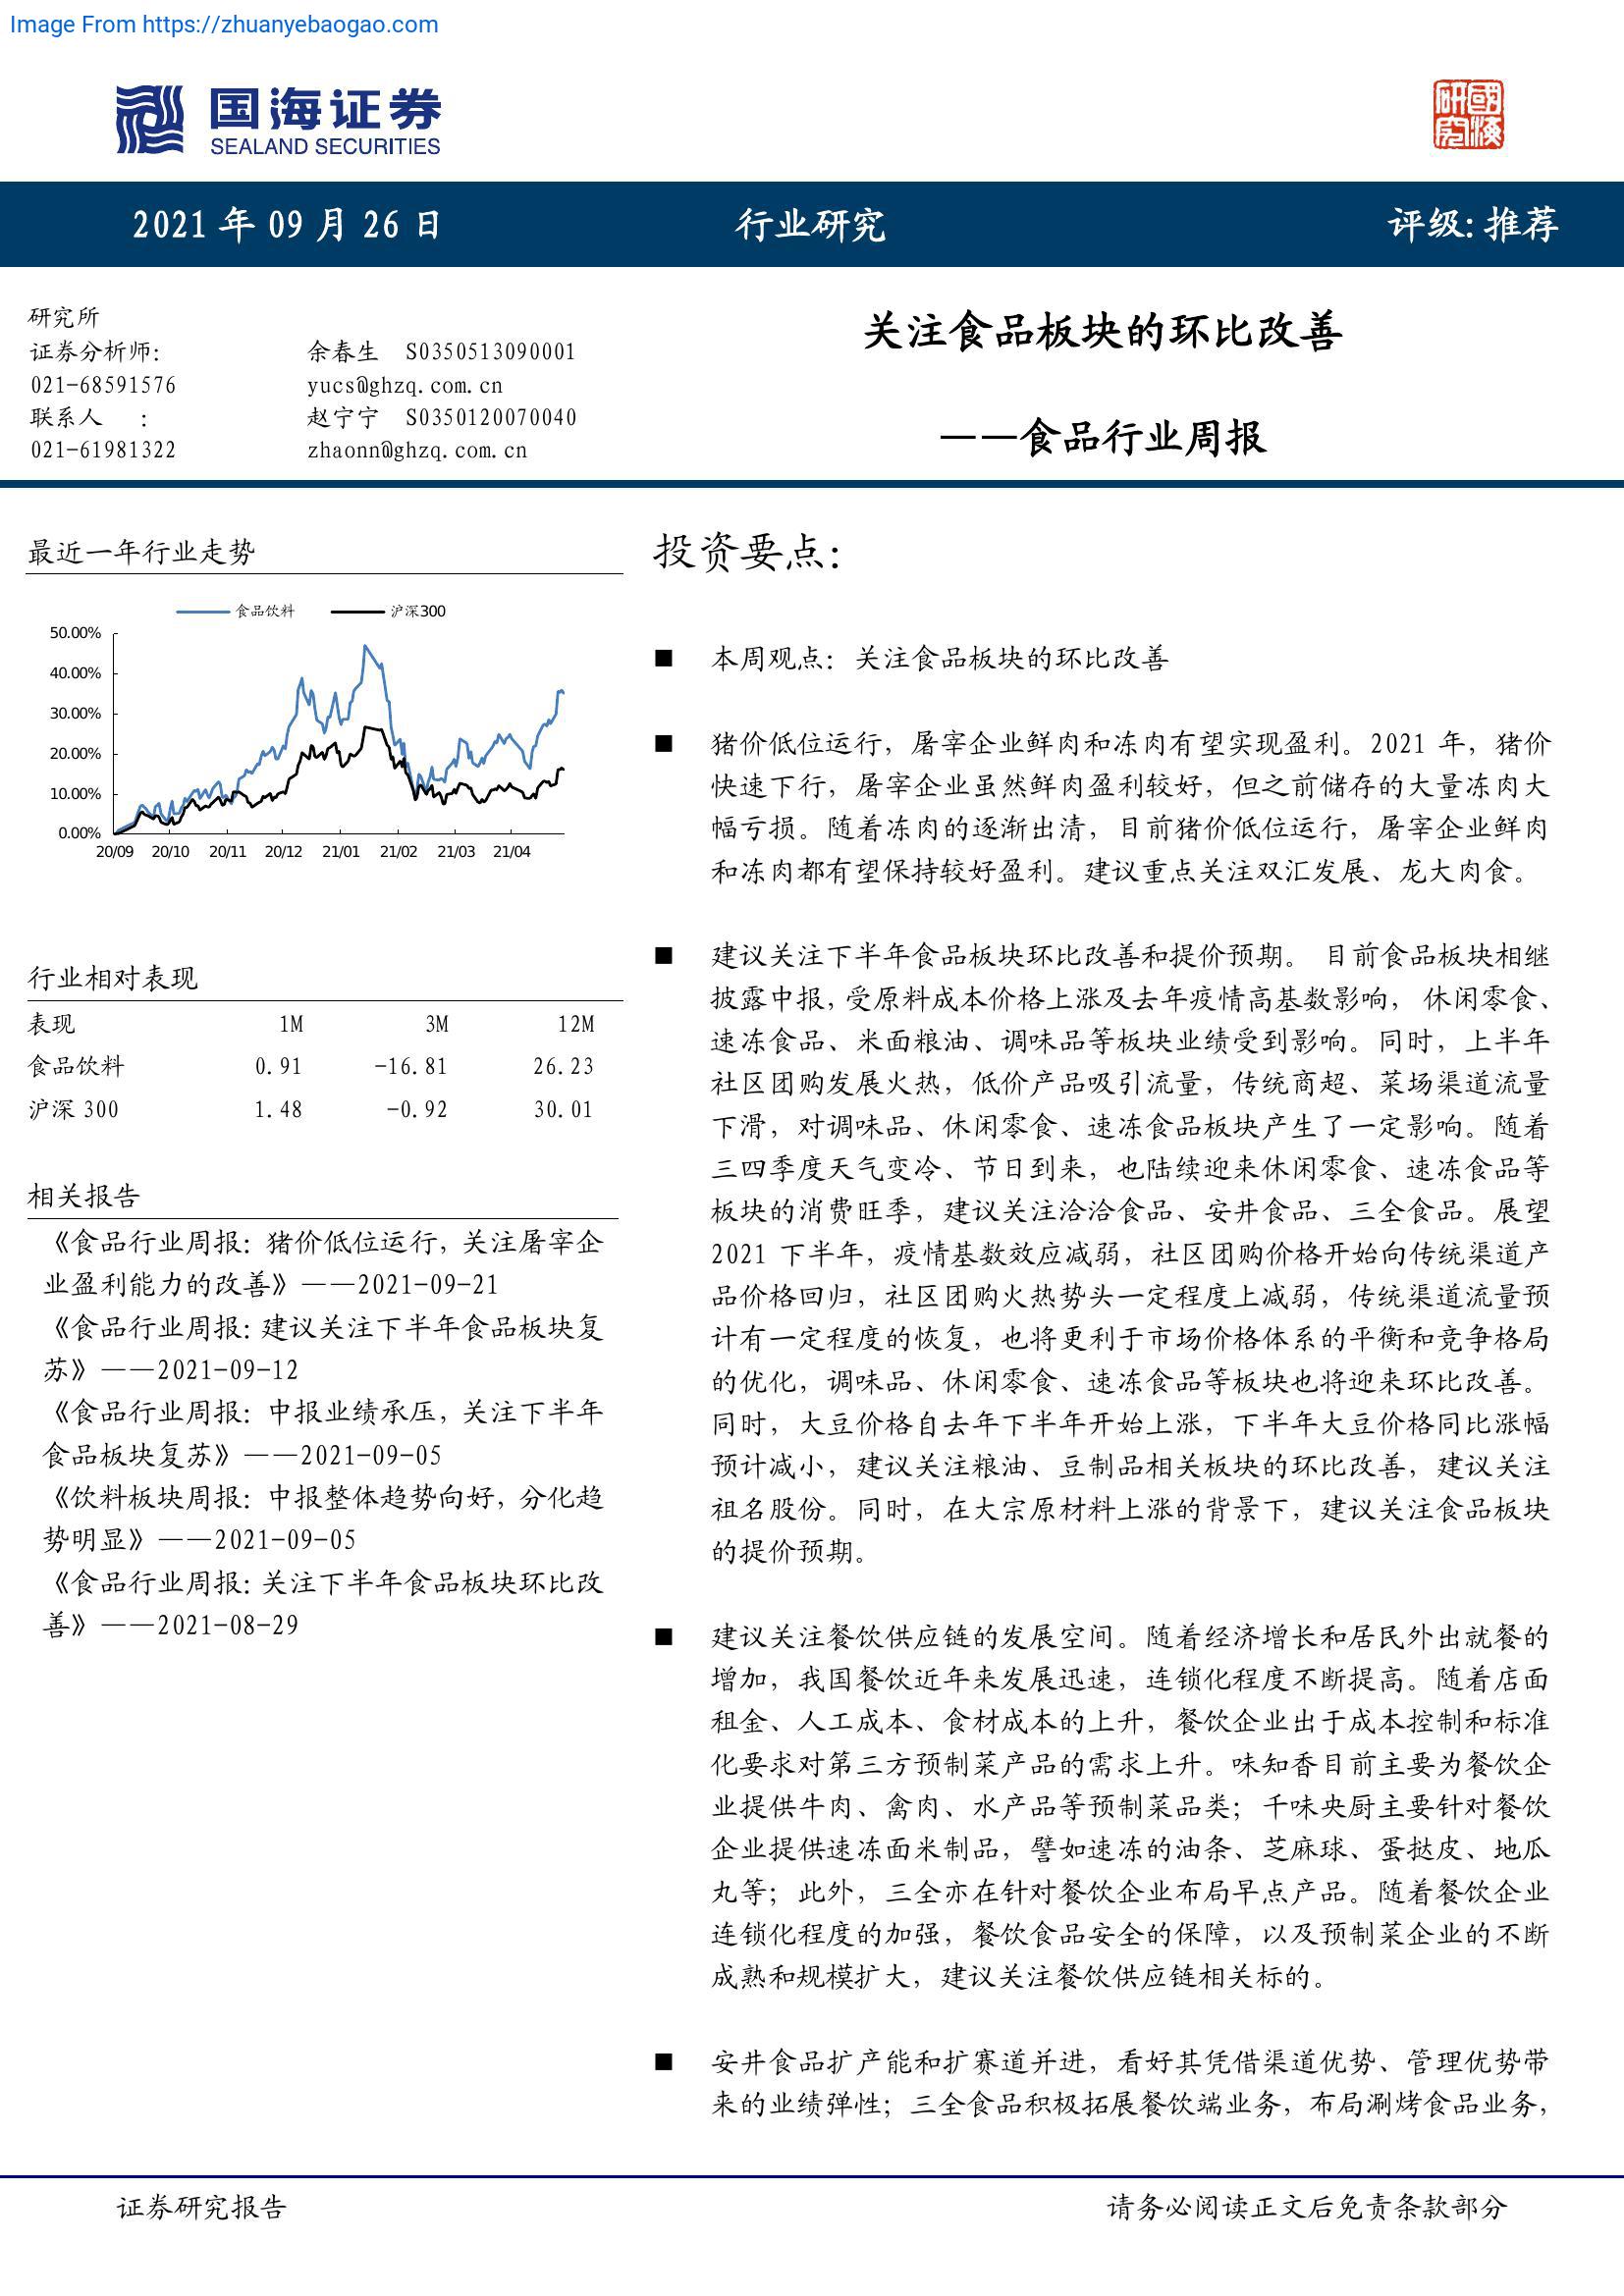 Image From https://zhuanyebaogao.com
国海证券
SEALAND SECURITIES
國海
研究
2021 年 09 月 26 日
行业研究
评级:推荐
研究所
证券分析师:
余春生 S0350513090001
021-68591576
yucs@ghzq.com.cn
联系人 :
赵宁宁 S0350120070040
021-61981322
zhaonn@ghzq.com.cn
关注食品板块的环比改善
——食品行业周报
最近一年行业走势
食品饮料
沪深300
50.00%
40.00%
30.00%
20.00%
10.00%
0.00%
20/09 20/10 20/11 20/12 21/01 21/02 21/03 21/04
行业相对表现
表现 1M 3M 12M
食品饮料 0.91 -16.81 26.23
沪深 300 1.48 -0.92 30.01
相关报告
《食品行业周报：猪价低位运行，关注屠宰企
业盈利能力的改善》——2021-09-21
《食品行业周报：建议关注下半年食品板块复
苏》——2021-09-12
《食品行业周报：中报业绩承压，关注下半年
食品板块复苏》——2021-09-05
《饮料板块周报：中报整体趋势向好，分化趋
势明显》——2021-09-05
《食品行业周报：关注下半年食品板块环比改
善》——2021-08-29
投资要点：
■ 本周观点：关注食品板块的环比改善
■ 猪价低位运行，屠宰企业鲜肉和冻肉有望实现盈利。2021 年，猪价
快速下行，屠宰企业虽然鲜肉盈利较好，但之前储存的大量冻肉大
幅亏损。随着冻肉的逐渐出清，目前猪价低位运行，屠宰企业鲜肉
和冻肉都有望保持较好盈利。建议重点关注双汇发展、龙大肉食。
■ 建议关注下半年食品板块环比改善和提价预期。 目前食品板块相继
披露中报，受原料成本价格上涨及去年疫情高基数影响， 休闲零食、
速冻食品、米面粮油、调味品等板块业绩受到影响。同时，上半年
社区团购发展火热，低价产品吸引流量，传统商超、菜场渠道流量
下滑，对调味品、休闲零食、速冻食品板块产生了一定影响。随着
三四季度天气变冷、节日到来，也陆续迎来休闲零食、速冻食品等
板块的消费旺季，建议关注洽洽食品、安井食品、三全食品。展望
2021 下半年，疫情基数效应减弱，社区团购价格开始向传统渠道产
品价格回归，社区团购火热势头一定程度上减弱，传统渠道流量预
计有一定程度的恢复，也将更利于市场价格体系的平衡和竞争格局
的优化，调味品、休闲零食、速冻食品等板块也将迎来环比改善。
同时，大豆价格自去年下半年开始上涨，下半年大豆价格同比涨幅
预计减小，建议关注粮油、豆制品相关板块的环比改善，建议关注
祖名股份。同时，在大宗原材料上涨的背景下，建议关注食品板块
的提价预期。
■ 建议关注餐饮供应链的发展空间。随着经济增长和居民外出就餐的
增加，我国餐饮近年来发展迅速，连锁化程度不断提高。随着店面
租金、人工成本、食材成本的上升，餐饮企业出于成本控制和标准
化要求对第三方预制菜产品的需求上升。味知香目前主要为餐饮企
业提供牛肉、禽肉、水产品等预制菜品类；千味央厨主要针对餐饮
企业提供速冻面米制品，譬如速冻的油条、芝麻球、蛋挞皮、地瓜
丸等；此外，三全亦在针对餐饮企业布局早点产品。随着餐饮企业
连锁化程度的加强，餐饮食品安全的保障，以及预制菜企业的不断
成熟和规模扩大，建议关注餐饮供应链相关标的。
■ 安井食品扩产能和扩赛道并进，看好其凭借渠道优势、管理优势带
来的业绩弹性；三全食品积极拓展餐饮端业务，布局涮烤食品业务，
证券研究报告
请务必阅读正文后免责条款部分